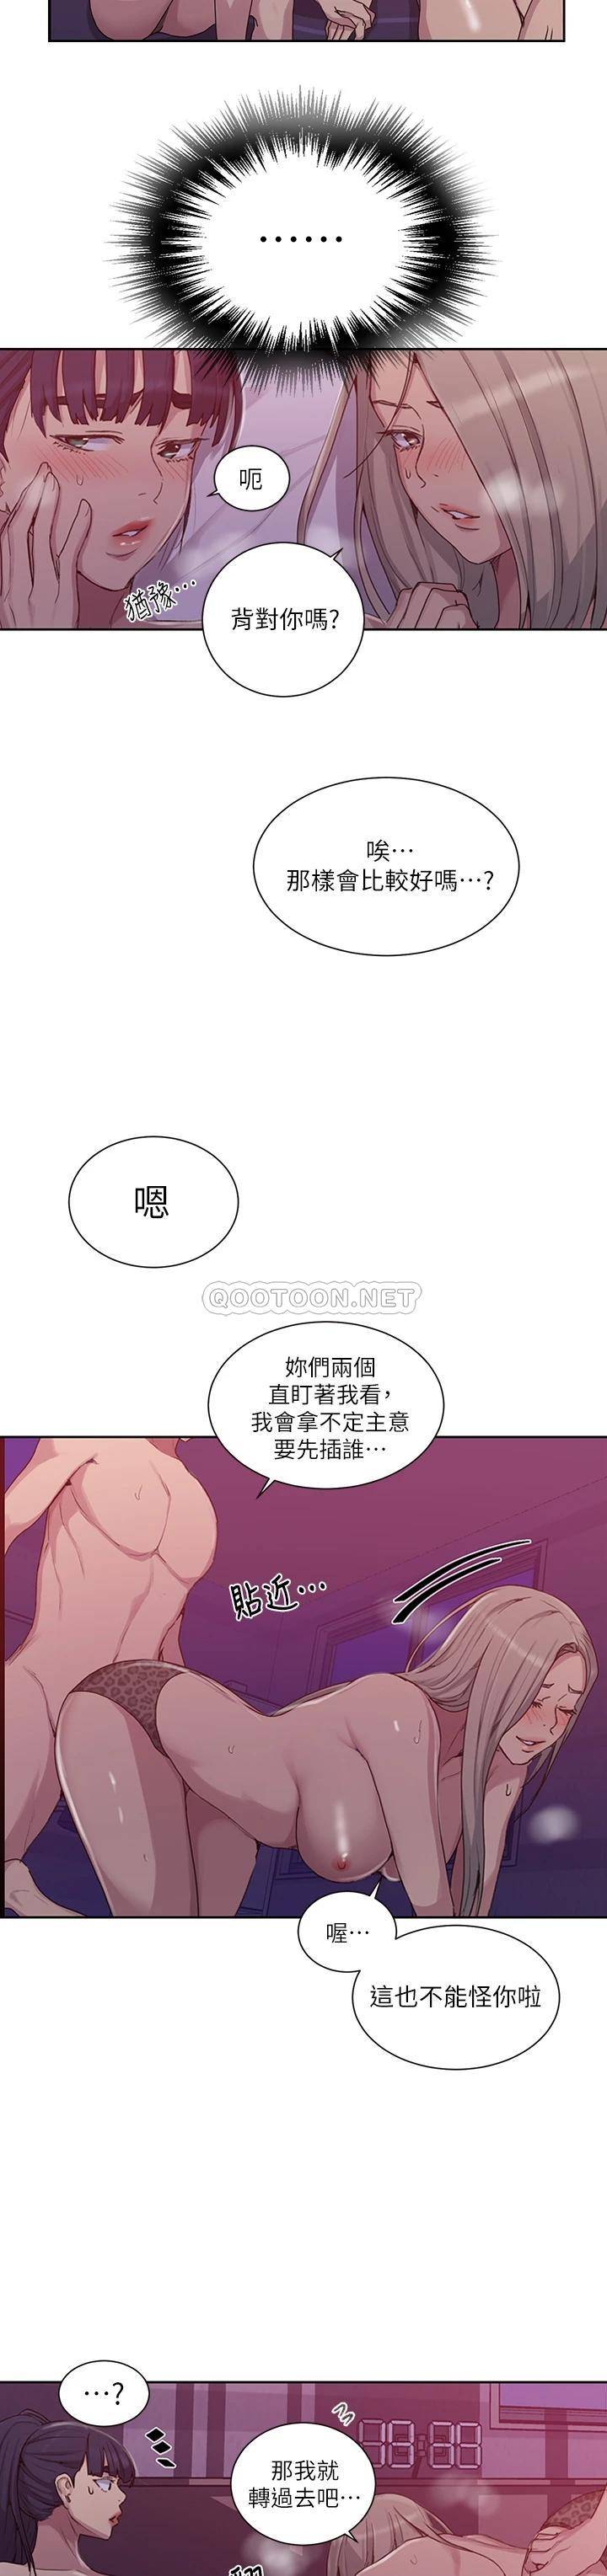 ……
呃
猶豫…
背對你嗎?
唉…
那樣會比較好嗎…?
嗯
QOOTOON.NET
妳們兩個
直盯著我看,
我會拿不定主意
要先插誰…
貼近…
喔…
這也不能怪你啦
…?
那我就
轉過去吧…